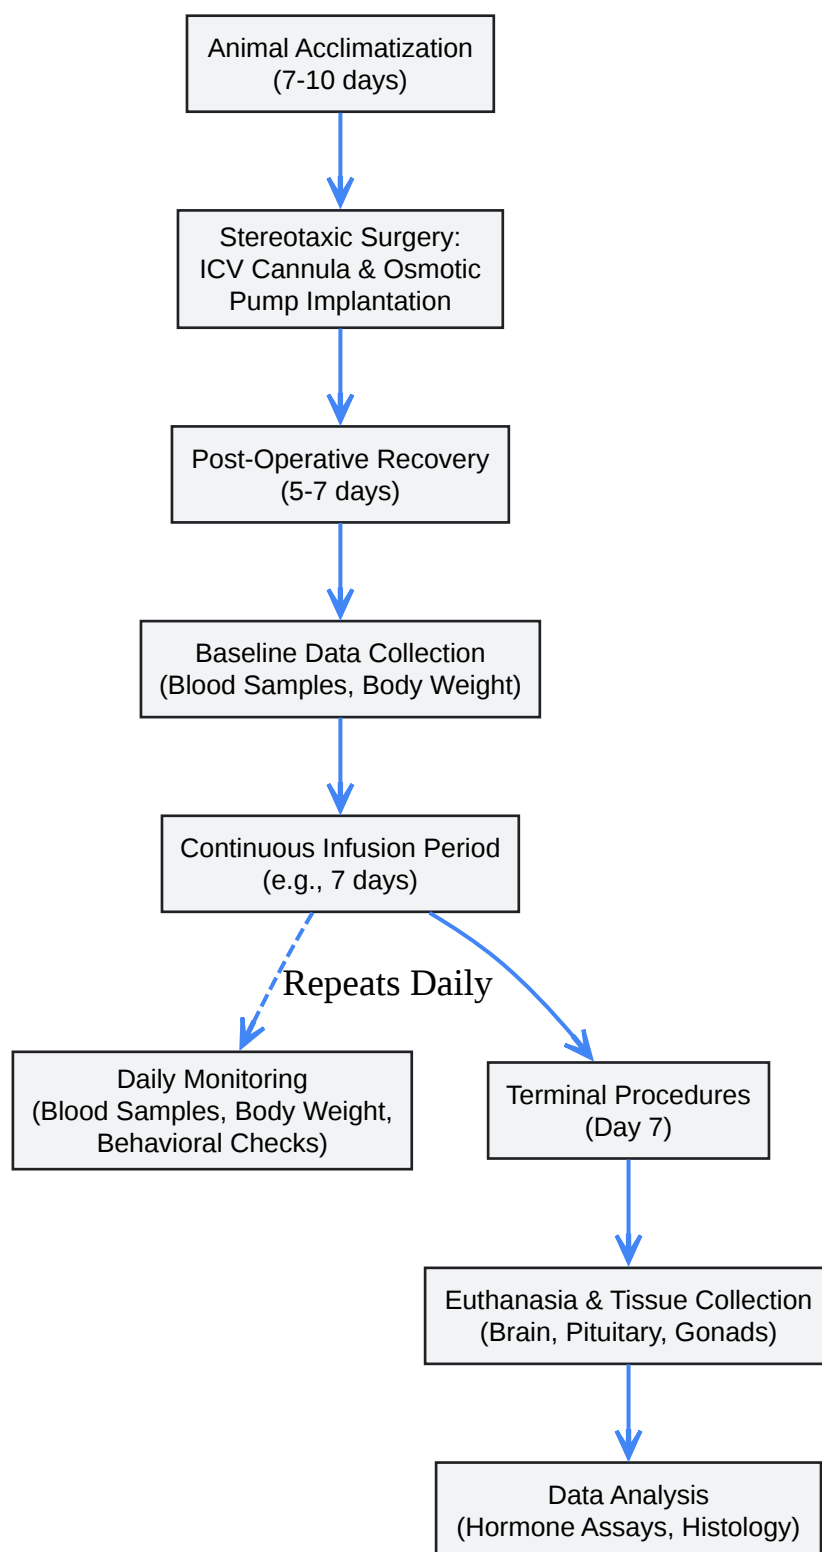 Animal Acclimatization
(7-10 days)
Stereotaxic Surgery:
ICV Cannula & Osmotic
Pump Implantation
Post-Operative Recovery
(5-7 days)
Baseline Data Collection
(Blood Samples, Body Weight)
Continuous Infusion Period
(e.g., 7 days)
Repeats Daily
Daily Monitoring
(Blood Samples, Body Weight,
Behavioral Checks)
Terminal Procedures
(Day 7)
Euthanasia & Tissue Collection
(Brain, Pituitary, Gonads)
Data Analysis
(Hormone Assays, Histology)